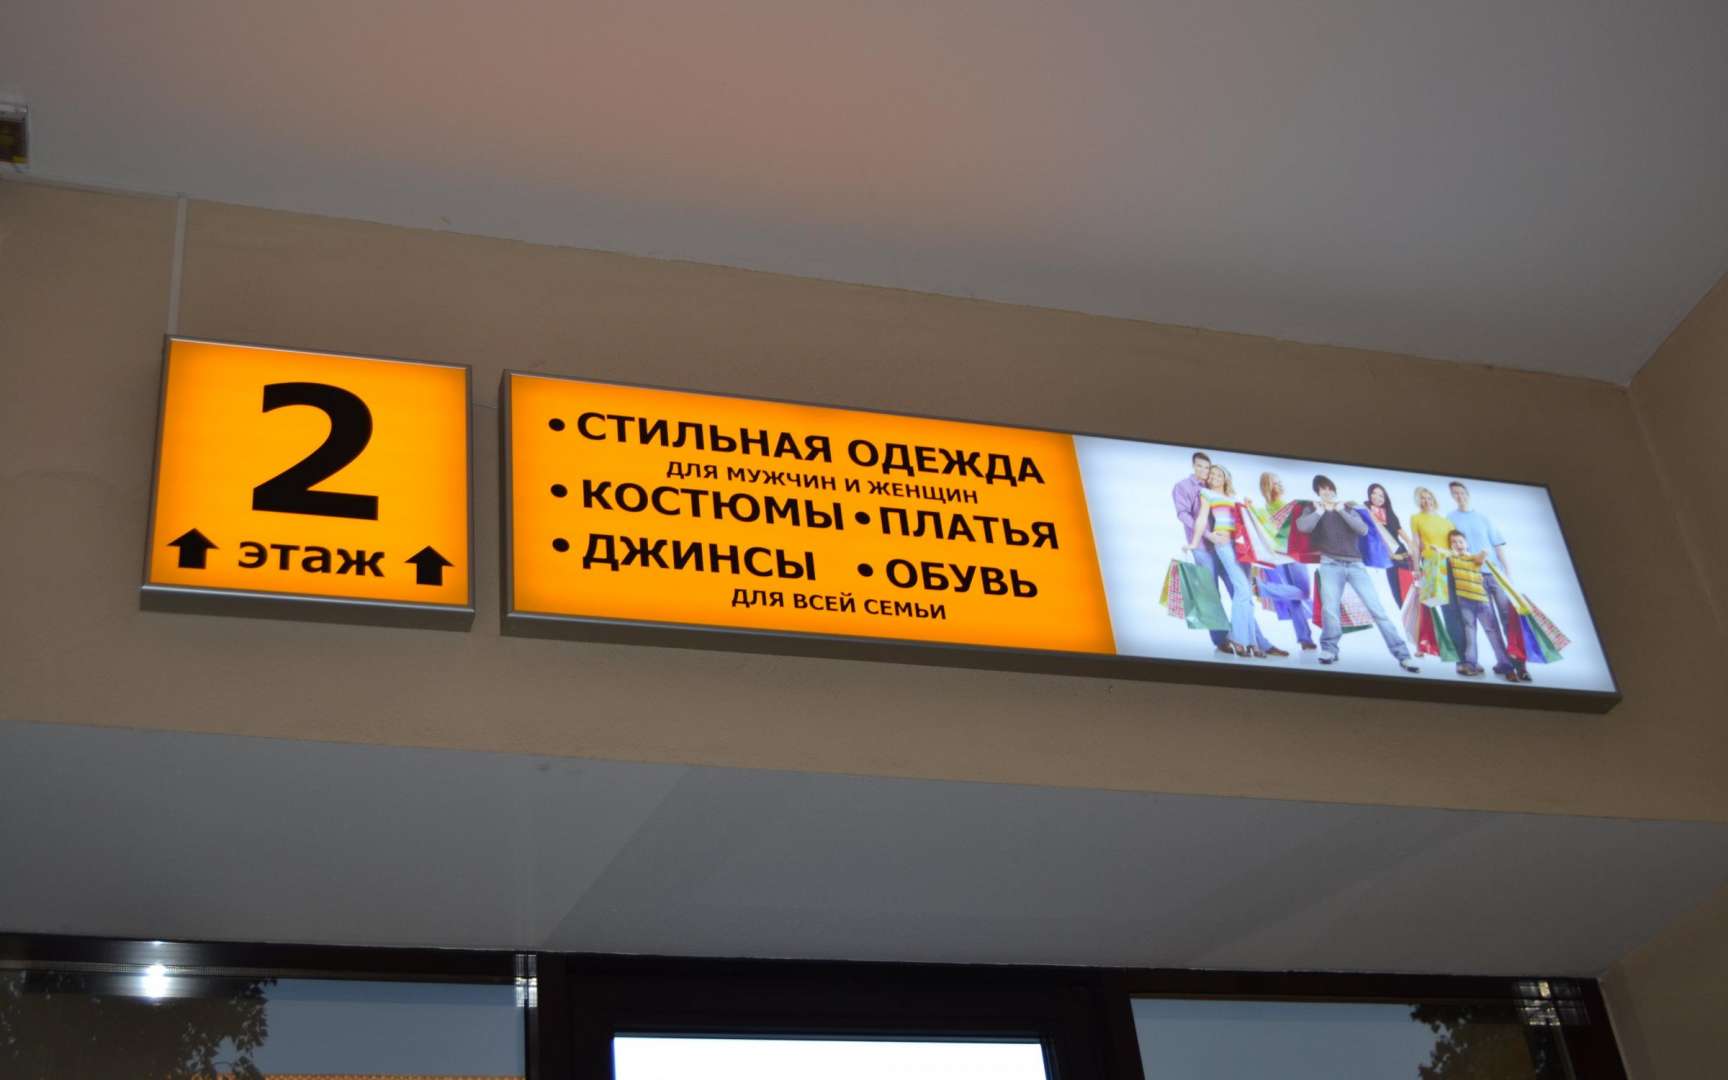 2
этаж
• СТИЛЬНАЯ ОДЕЖДА
ДЛЯ МУЖЧИН И ЖЕНЩИН
• КОСТЮМЫ • ПЛАТЬЯ
• ДЖИНСЫ • ОБУВЬ
ДЛЯ ВСЕЙ СЕМЬИ